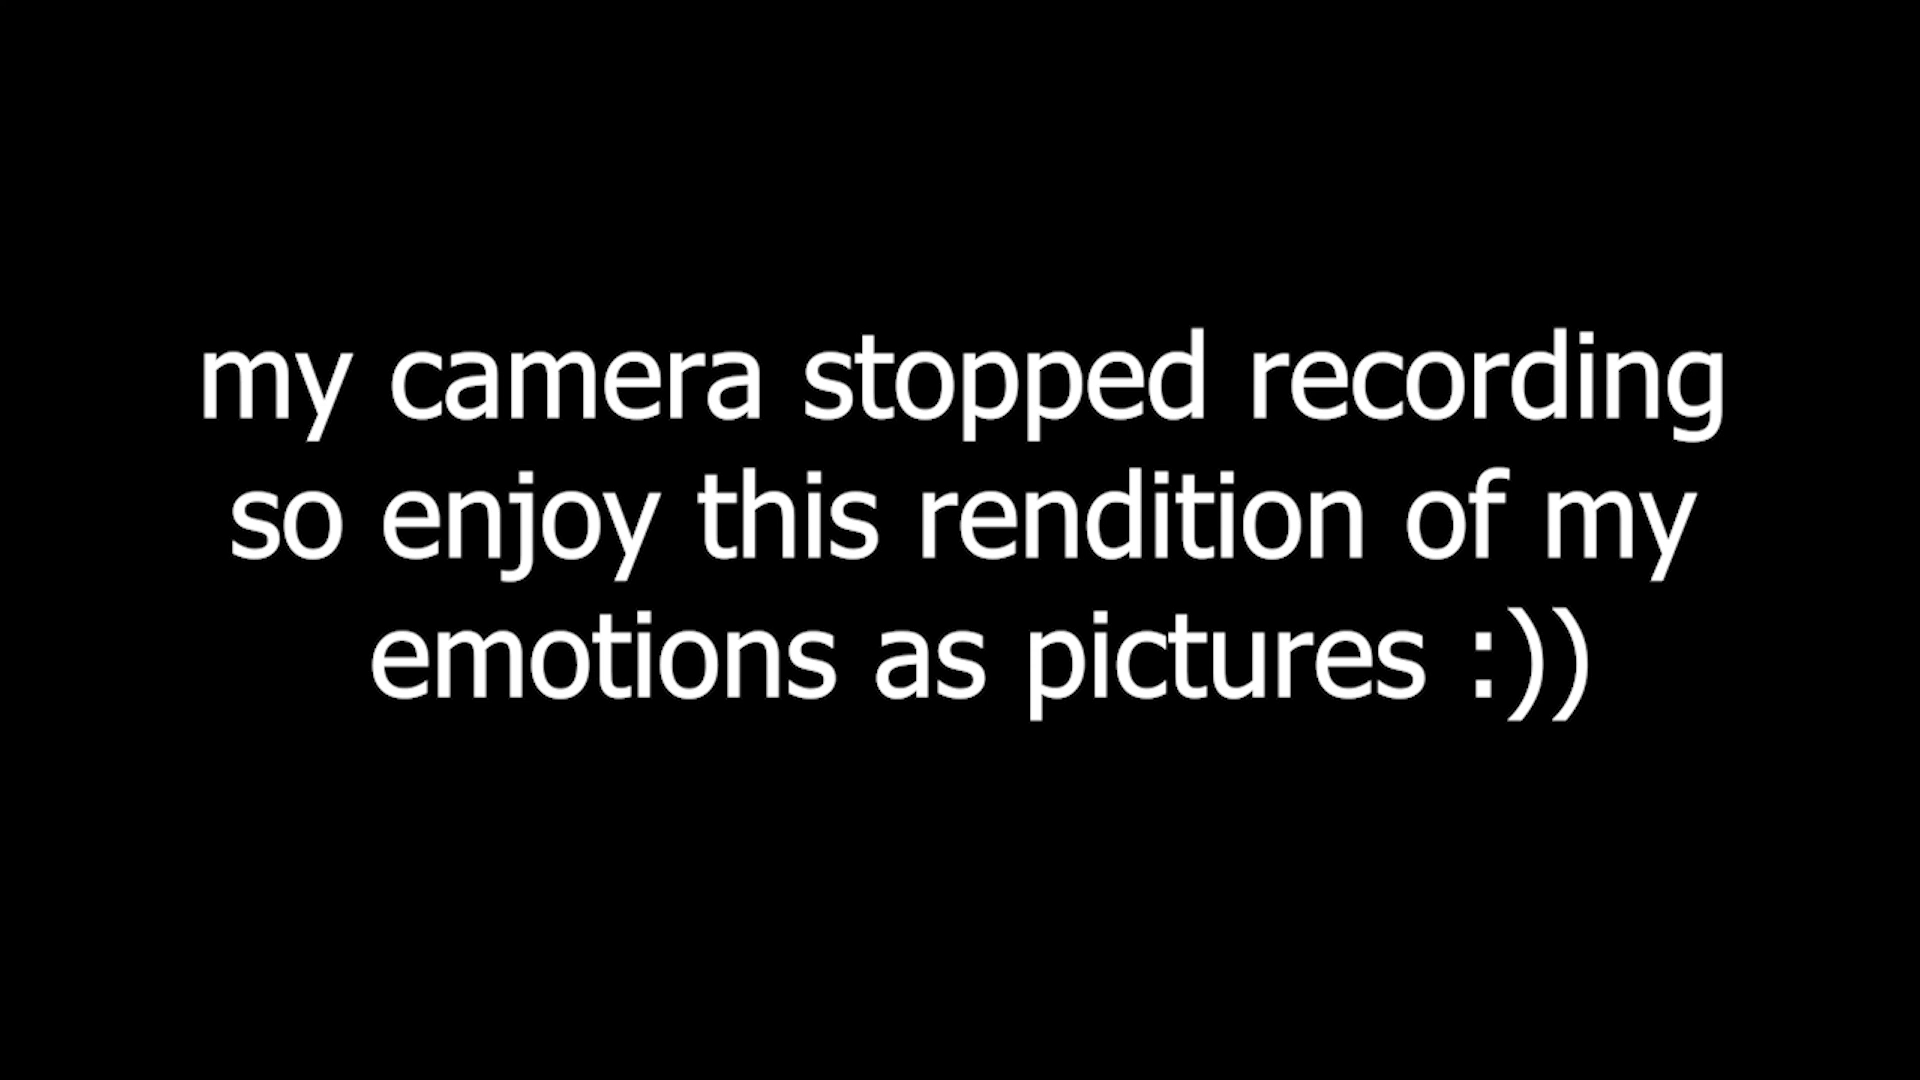 my camera stopped recording
so enjoy this rendition of my
emotions as pictures :))